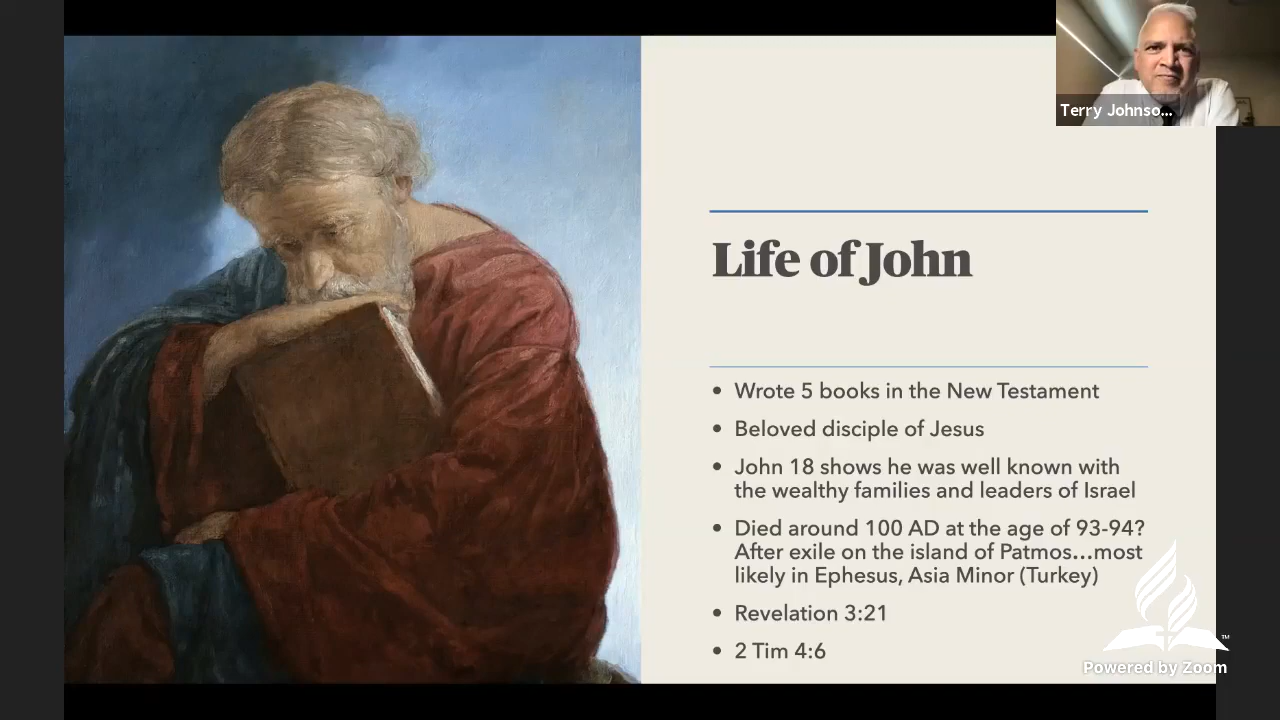 Terry Johnso...
Life of John
• Wrote 5 books in the New Testament
• Beloved disciple of Jesus
• John 18 shows he was well known with
the wealthy families and leaders of Israel
• Died around 100 AD at the age of 93-94?
After exile on the island of Patmos...most
likely in Ephesus, Asia Minor (Turkey)
• Revelation 3:21
• 2 Tim 4:6
TM
Powered by Zoom